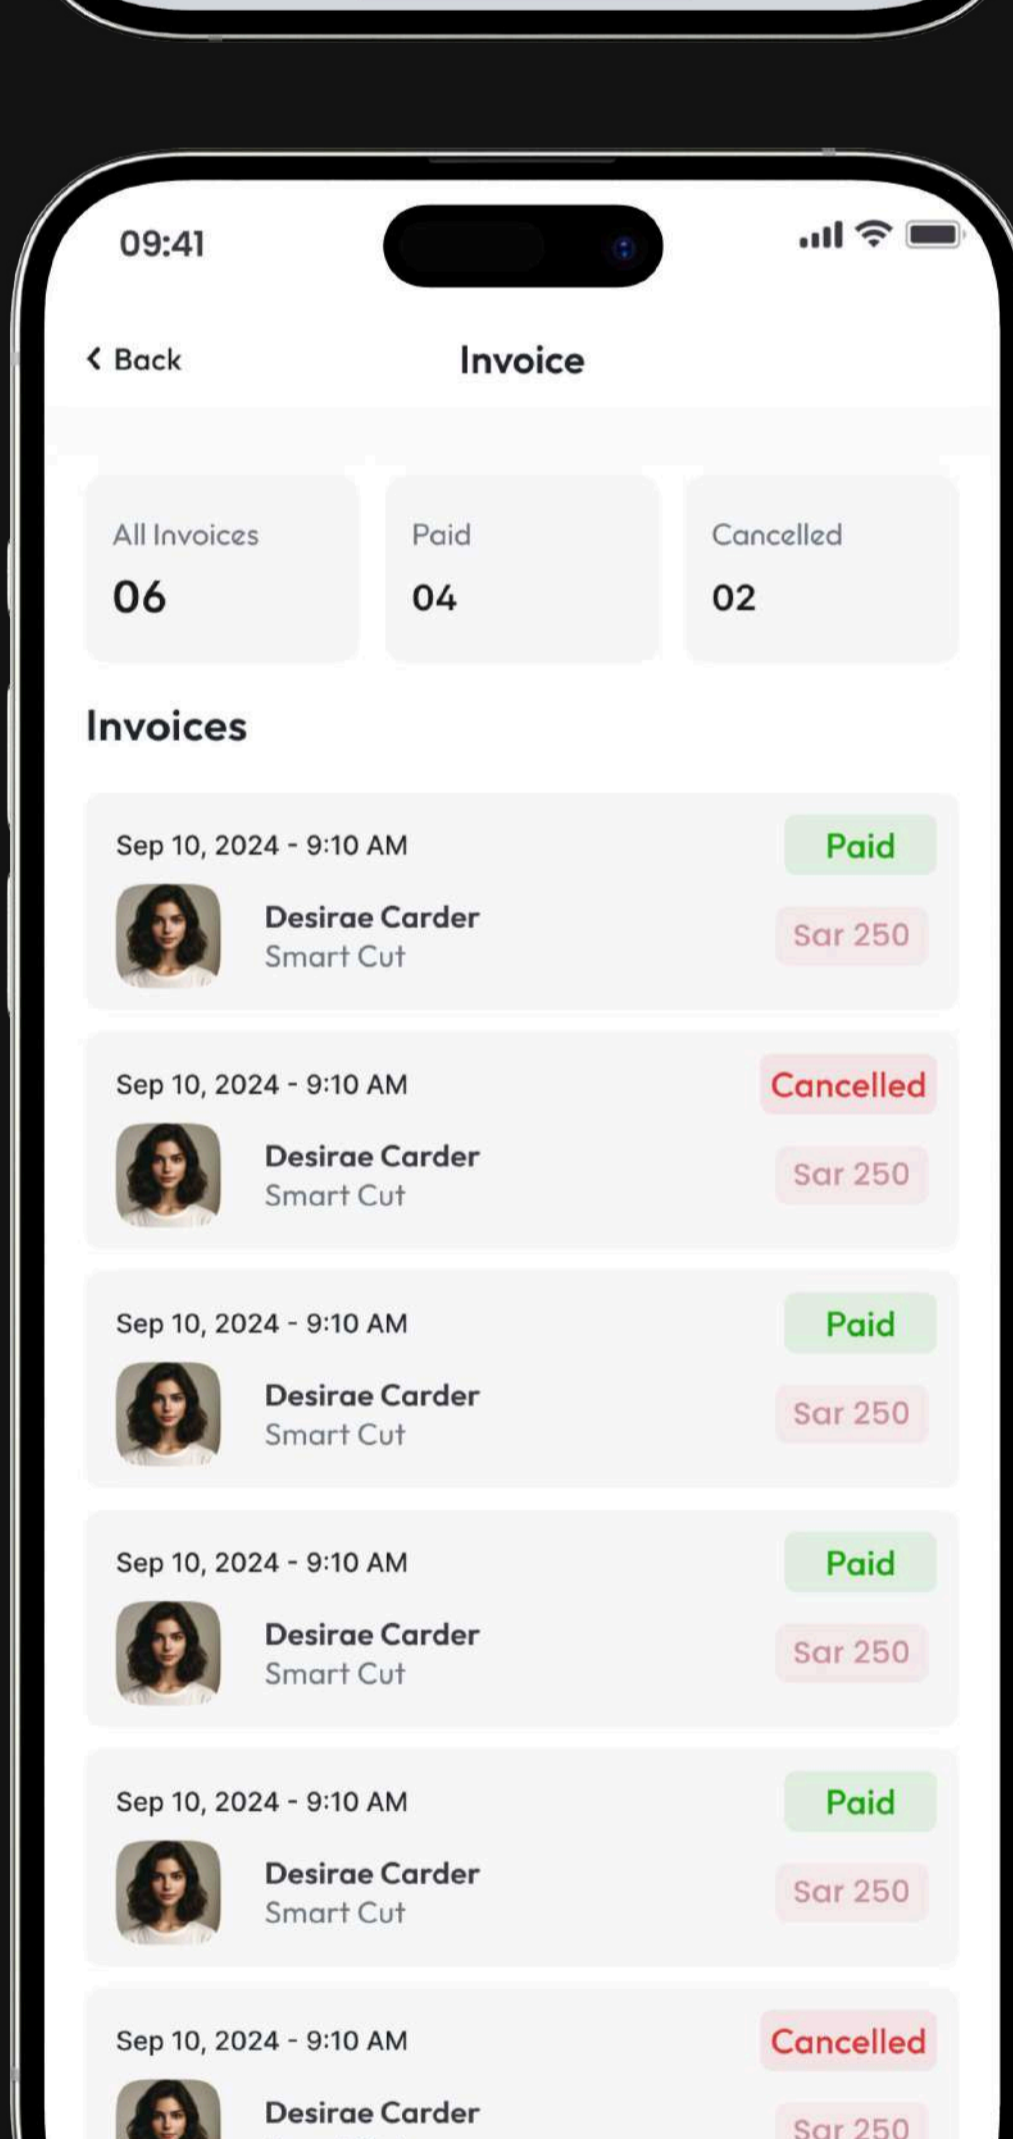 09:41
Back
Invoice
All Invoices
Paid
Cancelled
06
04
02
Invoices
Sep 10, 2024 - 9:10 AM
Paid
Desirae Carder
Smart Cut
Sar 250
Sep 10, 2024 - 9:10 AM
Cancelled
Desirae Carder
Smart Cut
Sar 250
Sep 10, 2024 - 9:10 AM
Paid
Desirae Carder
Smart Cut
Sar 250
Sep 10, 2024 - 9:10 AM
Paid
Desirae Carder
Smart Cut
Sar 250
Sep 10, 2024 - 9:10 AM
Paid
Desirae Carder
Smart Cut
Sar 250
Sep 10, 2024 - 9:10 AM
Cancelled
Desirae Carder
Sar 250